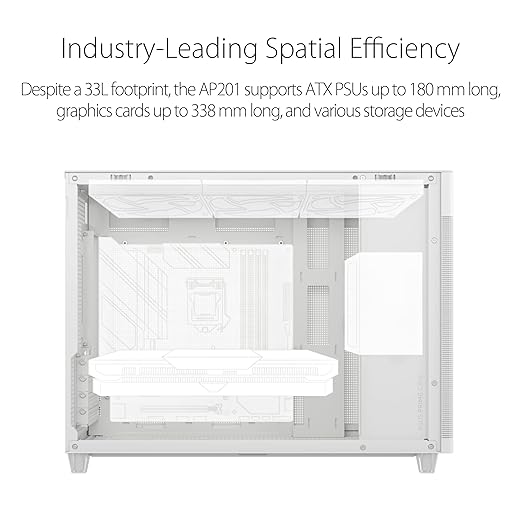 Industry-Leading Spatial Efficiency
Despite a 33L footprint, the AP201 supports ATX PSUs up to 180 mm long,
graphics cards up to 338 mm long, and various storage devices